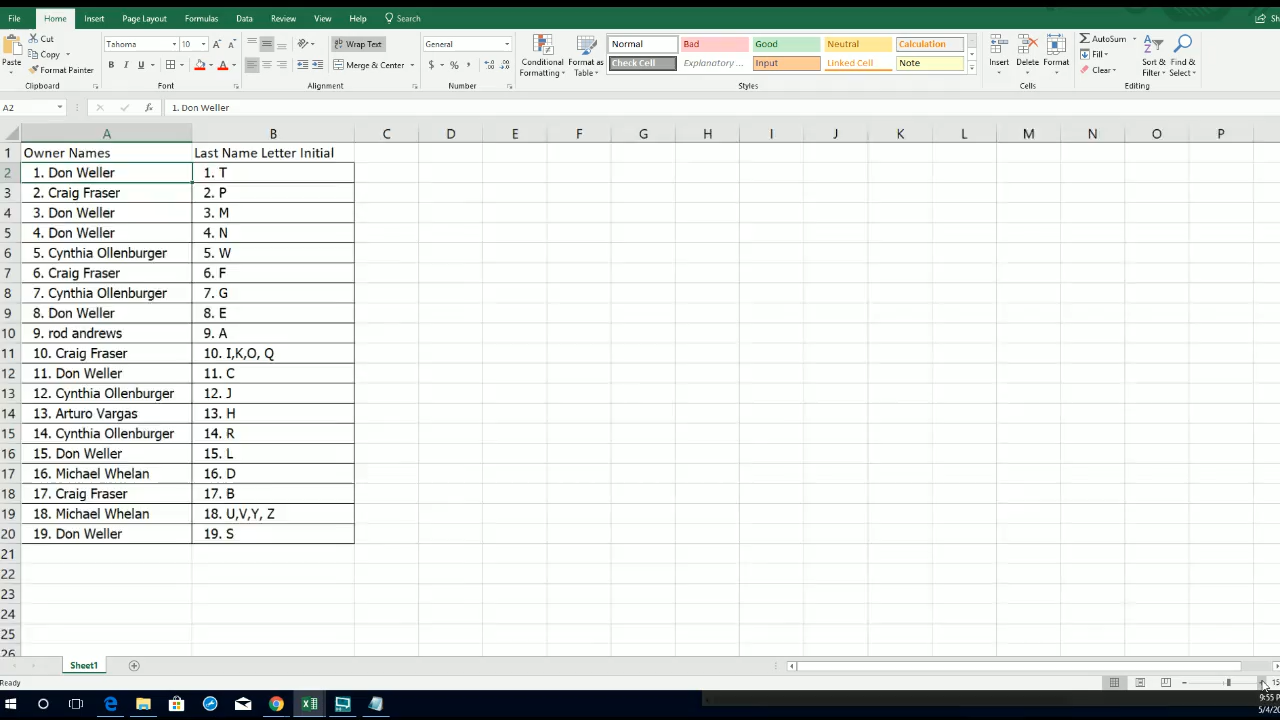 File Home Insert Page Layout Formulas Data Review View Help Search
Cut
Copy
Format Painter
Paste
Clipboard
Tahoma 10
B I U
Font
Wrap Text
Merge & Center
Alignment
General
$ % ,
Number
Conditional Formatting
Format as Table
Normal Bad Good Neutral Calculation
Check Cell Explanatory ... Input Linked Cell Note
Styles
Insert Delete Format
Cells
AutoSum
Fill
Clear
Sort & Filter
Find & Select
Editing
A2 fx 1. Don Weller
A B C D E F G H I J K L M N O P
1 Owner Names Last Name Letter Initial
2 1. Don Weller 1. T
3 2. Craig Fraser 2. P
4 3. Don Weller 3. M
5 4. Don Weller 4. N
6 5. Cynthia Ollenburger 5. W
7 6. Craig Fraser 6. F
8 7. Cynthia Ollenburger 7. G
9 8. Don Weller 8. E
10 9. rod andrews 9. A
11 10. Craig Fraser 10. I,K,O, Q
12 11. Don Weller 11. C
13 12. Cynthia Ollenburger 12. J
14 13. Arturo Vargas 13. H
15 14. Cynthia Ollenburger 14. R
16 15. Don Weller 15. L
17 16. Michael Whelan 16. D
18 17. Craig Fraser 17. B
19 18. Michael Whelan 18. U,V,Y, Z
20 19. Don Weller 19. S
21
22
23
24
25
26
Sheet1
Ready
9:55 P
5/4/20